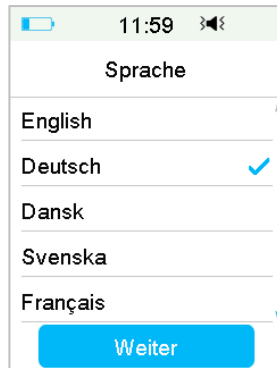 11:59
Sprache
English
Deutsch
Dansk
Svenska
Français
Weiter